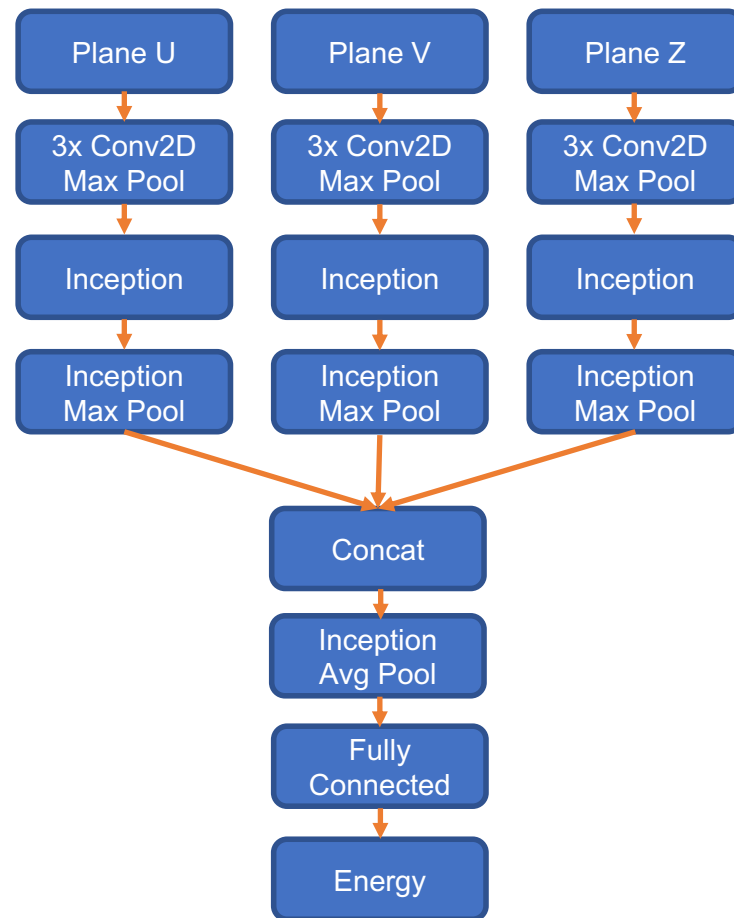 Plane U
Plane V
Plane Z
3x Conv2D
Max Pool
3x Conv2D
Max Pool
3x Conv2D
Max Pool
Inception
Inception
Inception
Inception
Max Pool
Inception
Max Pool
Inception
Max Pool
Concat
Inception
Avg Pool
Fully
Connected
Energy